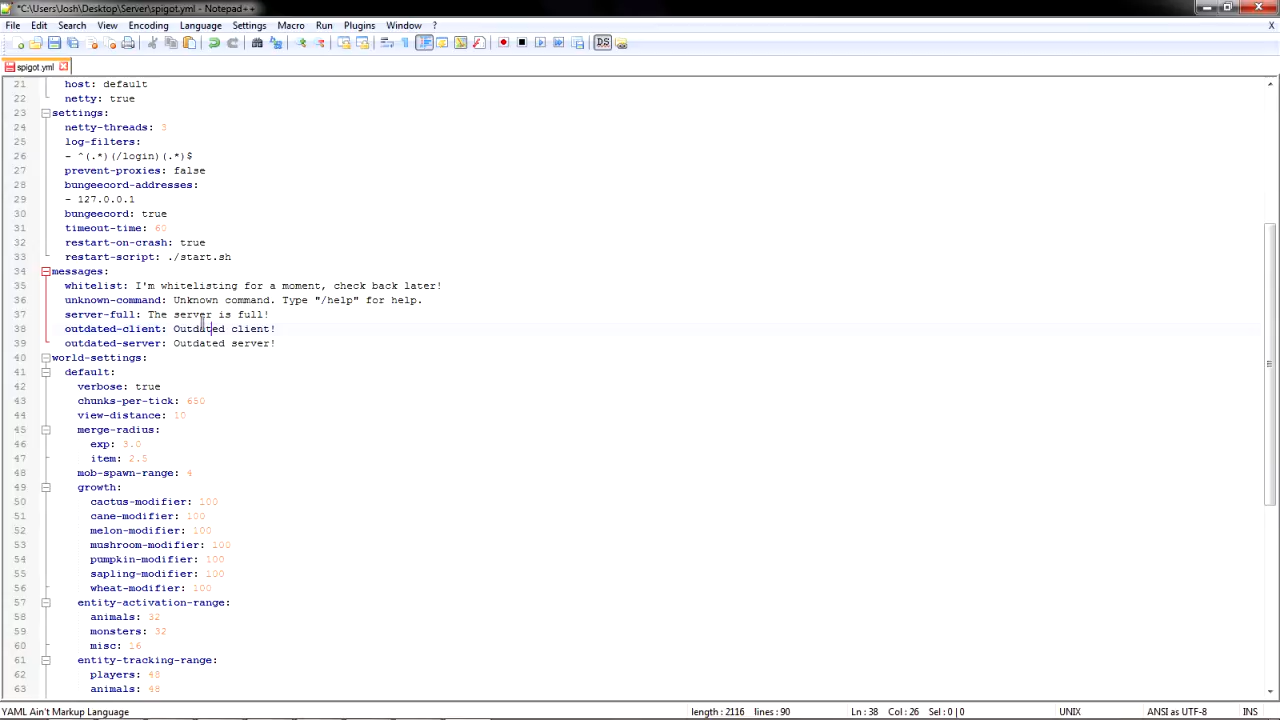 *C:\Users\Josh\Desktop\Server\spigot.yml - Notepad++
File Edit Search View Encoding Language Settings Macro Run Plugins Window ? X
spigot.yml
21 host: default
22 netty: true
23 settings:
24 netty-threads: 3
25 log-filters:
26 - ^(.*)(/login)(.*)$
27 prevent-proxies: false
28 bungeecord-addresses:
29 - 127.0.0.1
30 bungeecord: true
31 timeout-time: 60
32 restart-on-crash: true
33 restart-script: ./start.sh
34 messages:
35 whitelist: I'm whitelisting for a moment, check back later!
36 unknown-command: Unknown command. Type "/help" for help.
37 server-full: The server is full!
38 outdated-client: Outdated client!
39 outdated-server: Outdated server!
40 world-settings:
41 default:
42 verbose: true
43 chunks-per-tick: 650
44 view-distance: 10
45 merge-radius:
46 exp: 3.0
47 item: 2.5
48 mob-spawn-range: 4
49 growth:
50 cactus-modifier: 100
51 cane-modifier: 100
52 melon-modifier: 100
53 mushroom-modifier: 100
54 pumpkin-modifier: 100
55 sapling-modifier: 100
56 wheat-modifier: 100
57 entity-activation-range:
58 animals: 32
59 monsters: 32
60 misc: 16
61 entity-tracking-range:
62 players: 48
63 animals: 48
YAML Ain't Markup Language length : 2116 lines : 90 Ln : 38 Col : 26 Sel : 0 | 0 UNIX ANSI as UTF-8 INS